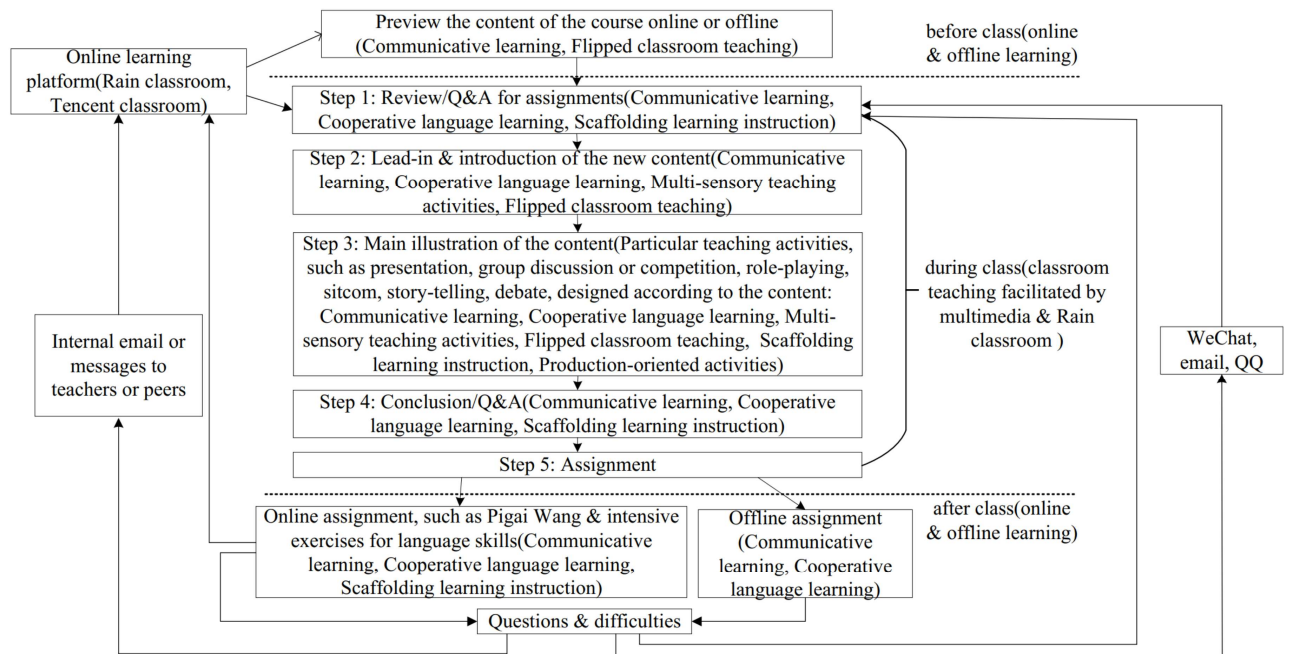 Preview the content of the course online or offline
(Communicative learning, Flipped classroom teaching)
before class(online
& offline learning)
Online learning
platform(Rain classroom,
Tencent classroom)
Step 1: Review/Q&A for assignments(Communicative learning,
Cooperative language learning, Scaffolding learning instruction)
Step 2: Lead-in & introduction of the new content(Communicative
learning, Cooperative language learning, Multi-sensory teaching
activities, Flipped classroom teaching)
Step 3: Main illustration of the content(Particular teaching activities,
such as presentation, group discussion or competition, role-playing,
sitcom, story-telling, debate, designed according to the content:
Communicative learning, Cooperative language learning, Multi-
sensory teaching activities, Flipped classroom teaching, Scaffolding
learning instruction, Production-oriented activities)
during class(classroom
teaching facilitated by
multimedia & Rain
classroom )
Internal email or
messages to
teachers or peers
WeChat,
email, QQ
Step 4: Conclusion/Q&A(Communicative learning, Cooperative
language learning, Scaffolding learning instruction)
Step 5: Assignment
after class(online
& offline learning)
Online assignment, such as Pigai Wang & intensive
exercises for language skills(Communicative
learning, Cooperative language learning,
Scaffolding learning instruction)
Offline assignment
(Communicative
learning, Cooperative
language learning)
Questions & difficulties